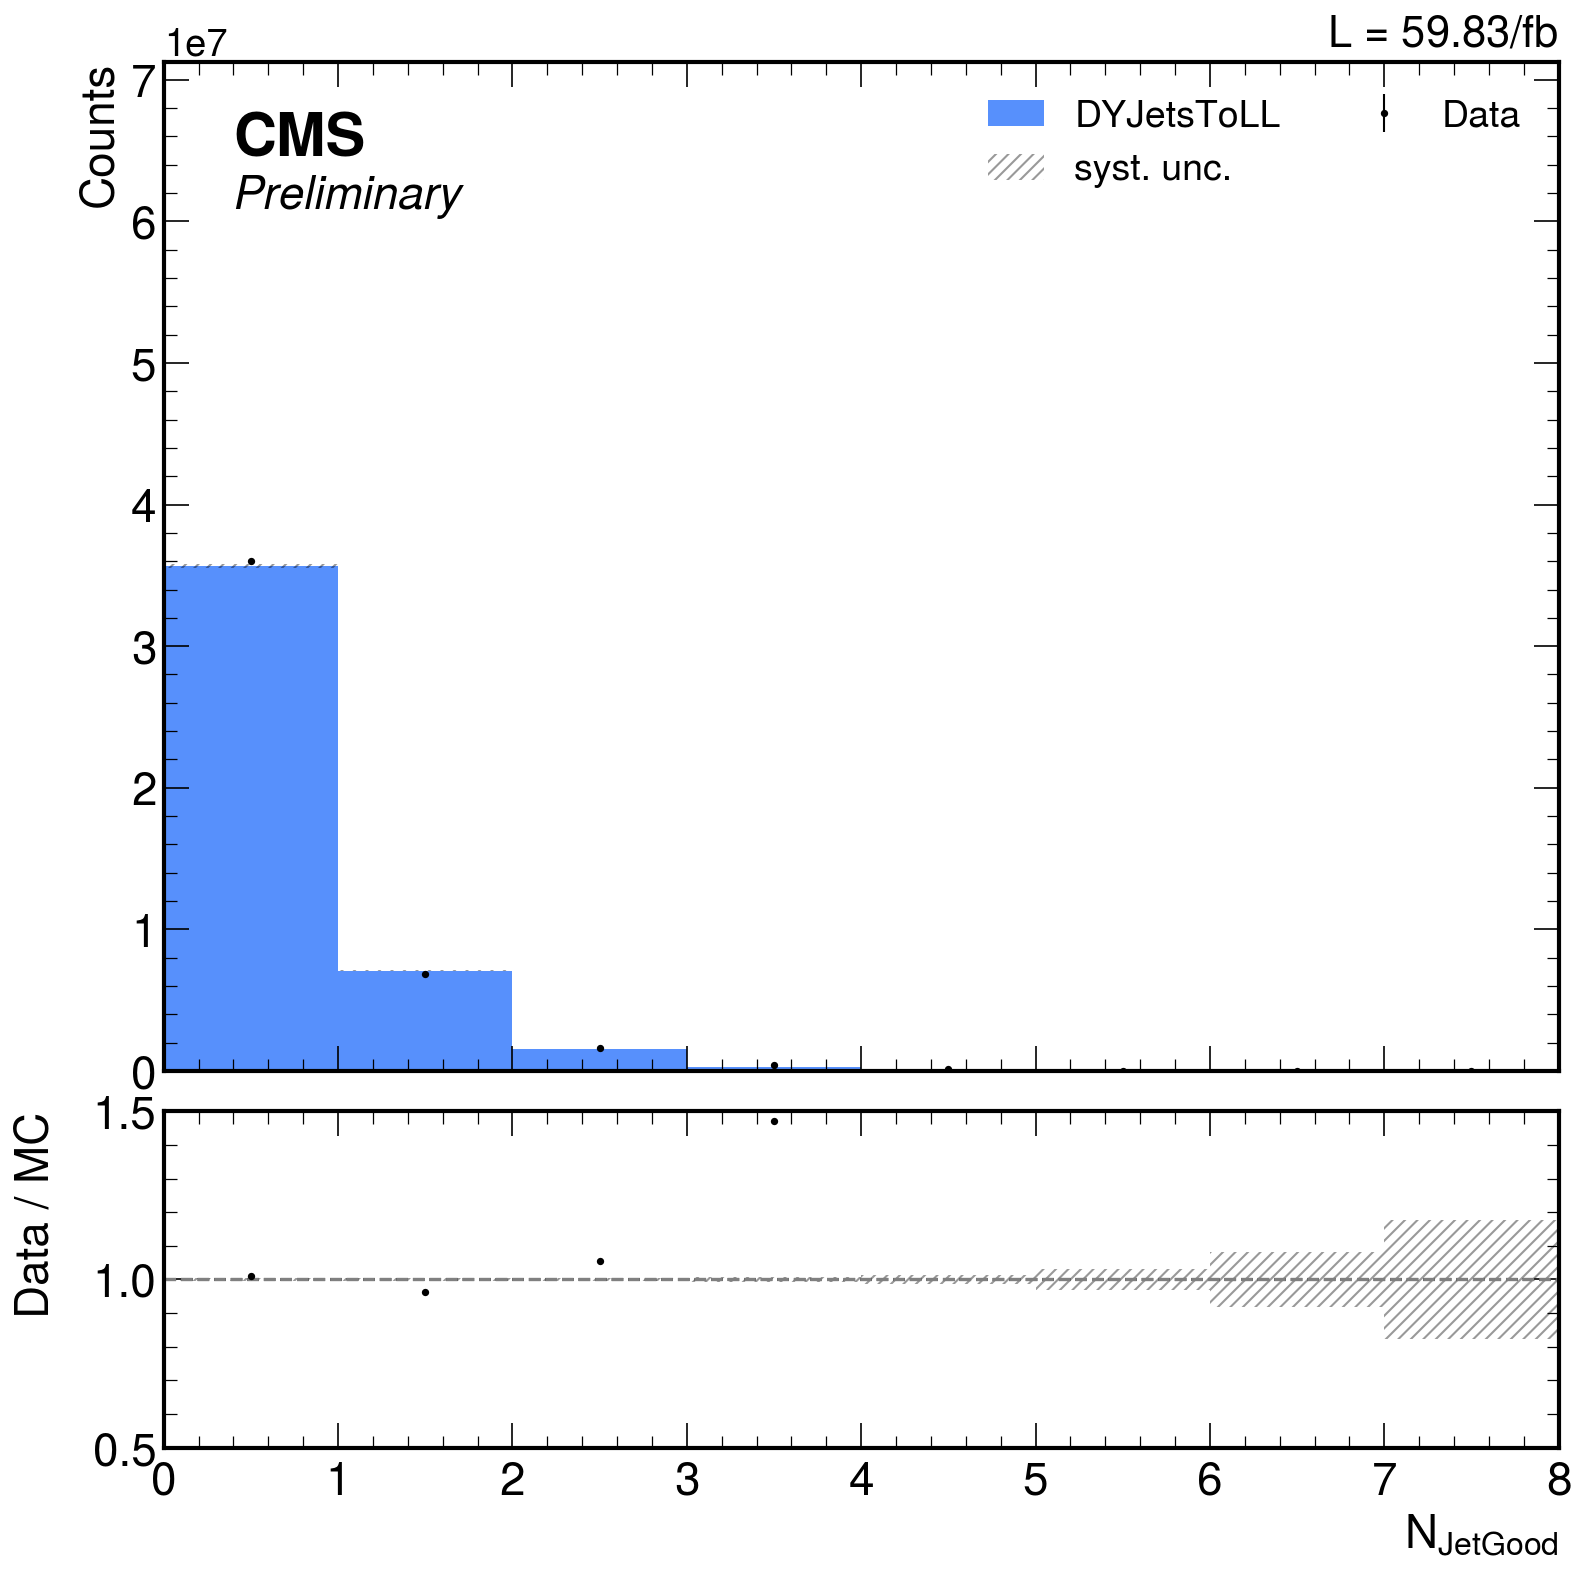 1e7
L = 59.83/fb
Counts
7
6
5
4
3
2
1
0
CMS
Preliminary
DYJetsToLL
Data
syst. unc.
Data / MC
1.5
1.0
0.5
0 1 2 3 4 5 6 7 8
N_JetGood